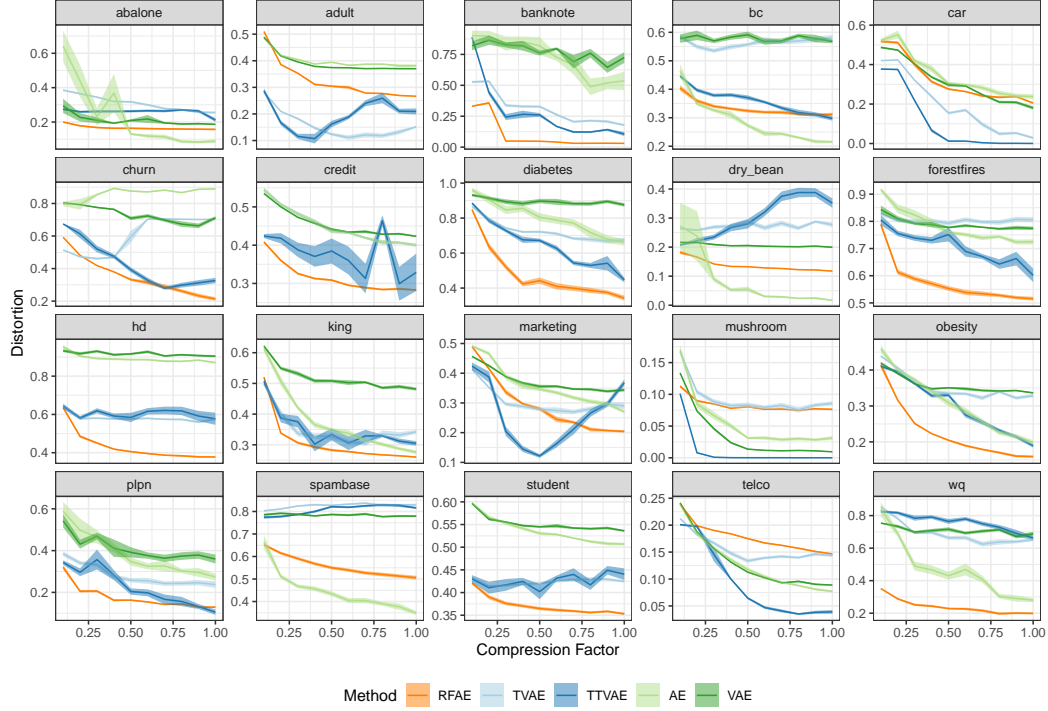 abalone adult banknote bc car
0.6 0.4 0.2
0.5 0.4 0.3 0.2 0.1
0.75 0.50 0.25 0.00
0.6 0.5 0.4 0.3 0.2
0.6 0.4 0.2 0.0
churn credit diabetes dry_bean forestfires
0.8 0.6 0.4 0.2
0.5 0.4 0.3
1.0 0.8 0.6 0.4
0.4 0.3 0.2 0.1 0.0
0.9 0.8 0.7 0.6 0.5
Distortion
hd king marketing mushroom obesity
0.8 0.6 0.4
0.6 0.5 0.4 0.3
0.5 0.4 0.3 0.2 0.1
0.15 0.10 0.05 0.00
0.4 0.3 0.2
plpn spambase student telco wq
0.6 0.4 0.2
0.8 0.7 0.6 0.5 0.4
0.60 0.55 0.50 0.45 0.40 0.35
0.25 0.20 0.15 0.10 0.05
0.8 0.6 0.4 0.2
0.25 0.50 0.75 1.00 0.25 0.50 0.75 1.00 0.25 0.50 0.75 1.00 0.25 0.50 0.75 1.00 0.25 0.50 0.75 1.00
Compression Factor
Method RFAE TVAE TTVAE AE VAE